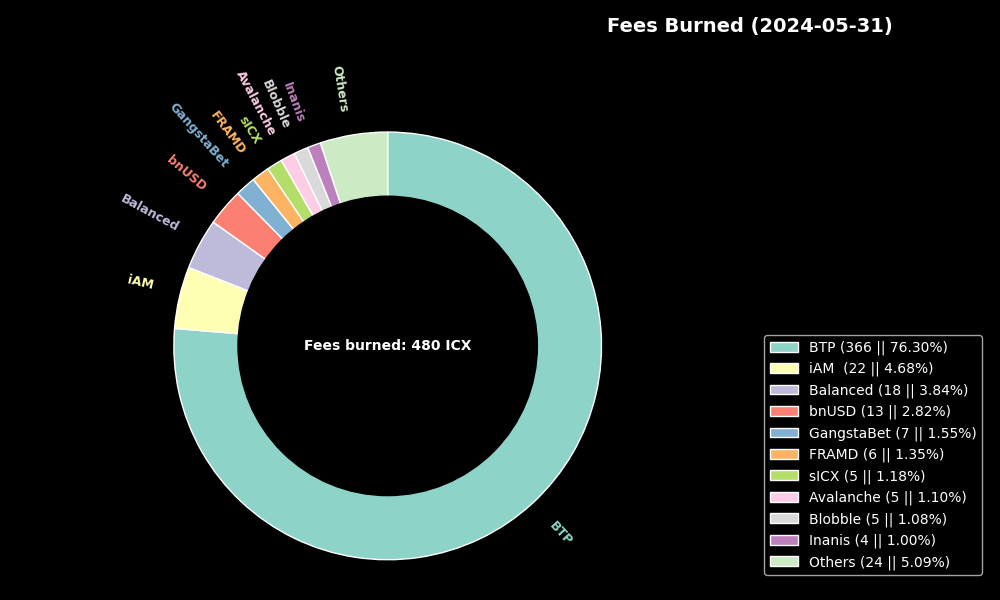 Fees Burned (2024-05-31)
Others
Inanis
Blobble
Avalanche
sICX
FRAMD
GangstaBet
bnUSD
Balanced
iAM
Fees burned: 480 ICX
BTP
BTP (366 || 76.30%)
iAM  (22 || 4.68%)
Balanced (18 || 3.84%)
bnUSD (13 || 2.82%)
GangstaBet (7 || 1.55%)
FRAMD (6 || 1.35%)
sICX (5 || 1.18%)
Avalanche (5 || 1.10%)
Blobble (5 || 1.08%)
Inanis (4 || 1.00%)
Others (24 || 5.09%)